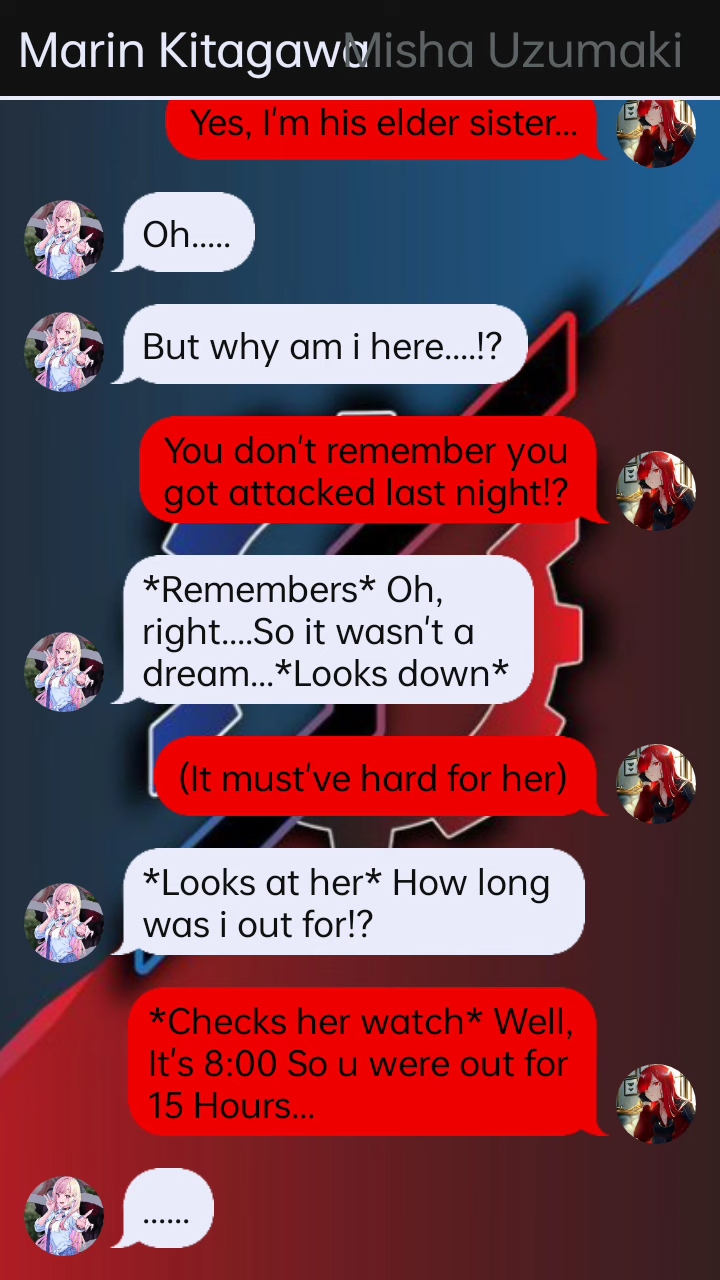 Marin Kitagawa
Misha Uzumaki
Yes, I'm his elder sister...
Oh.....
But why am i here....!?
You don't remember you
got attacked last night!?
*Remembers* Oh,
right....So it wasn't a
dream...*Looks down*
(It must've hard for her)
*Looks at her* How long
was i out for!?
*Checks her watch* Well,
It's 8:00 So u were out for
15 Hours...
......